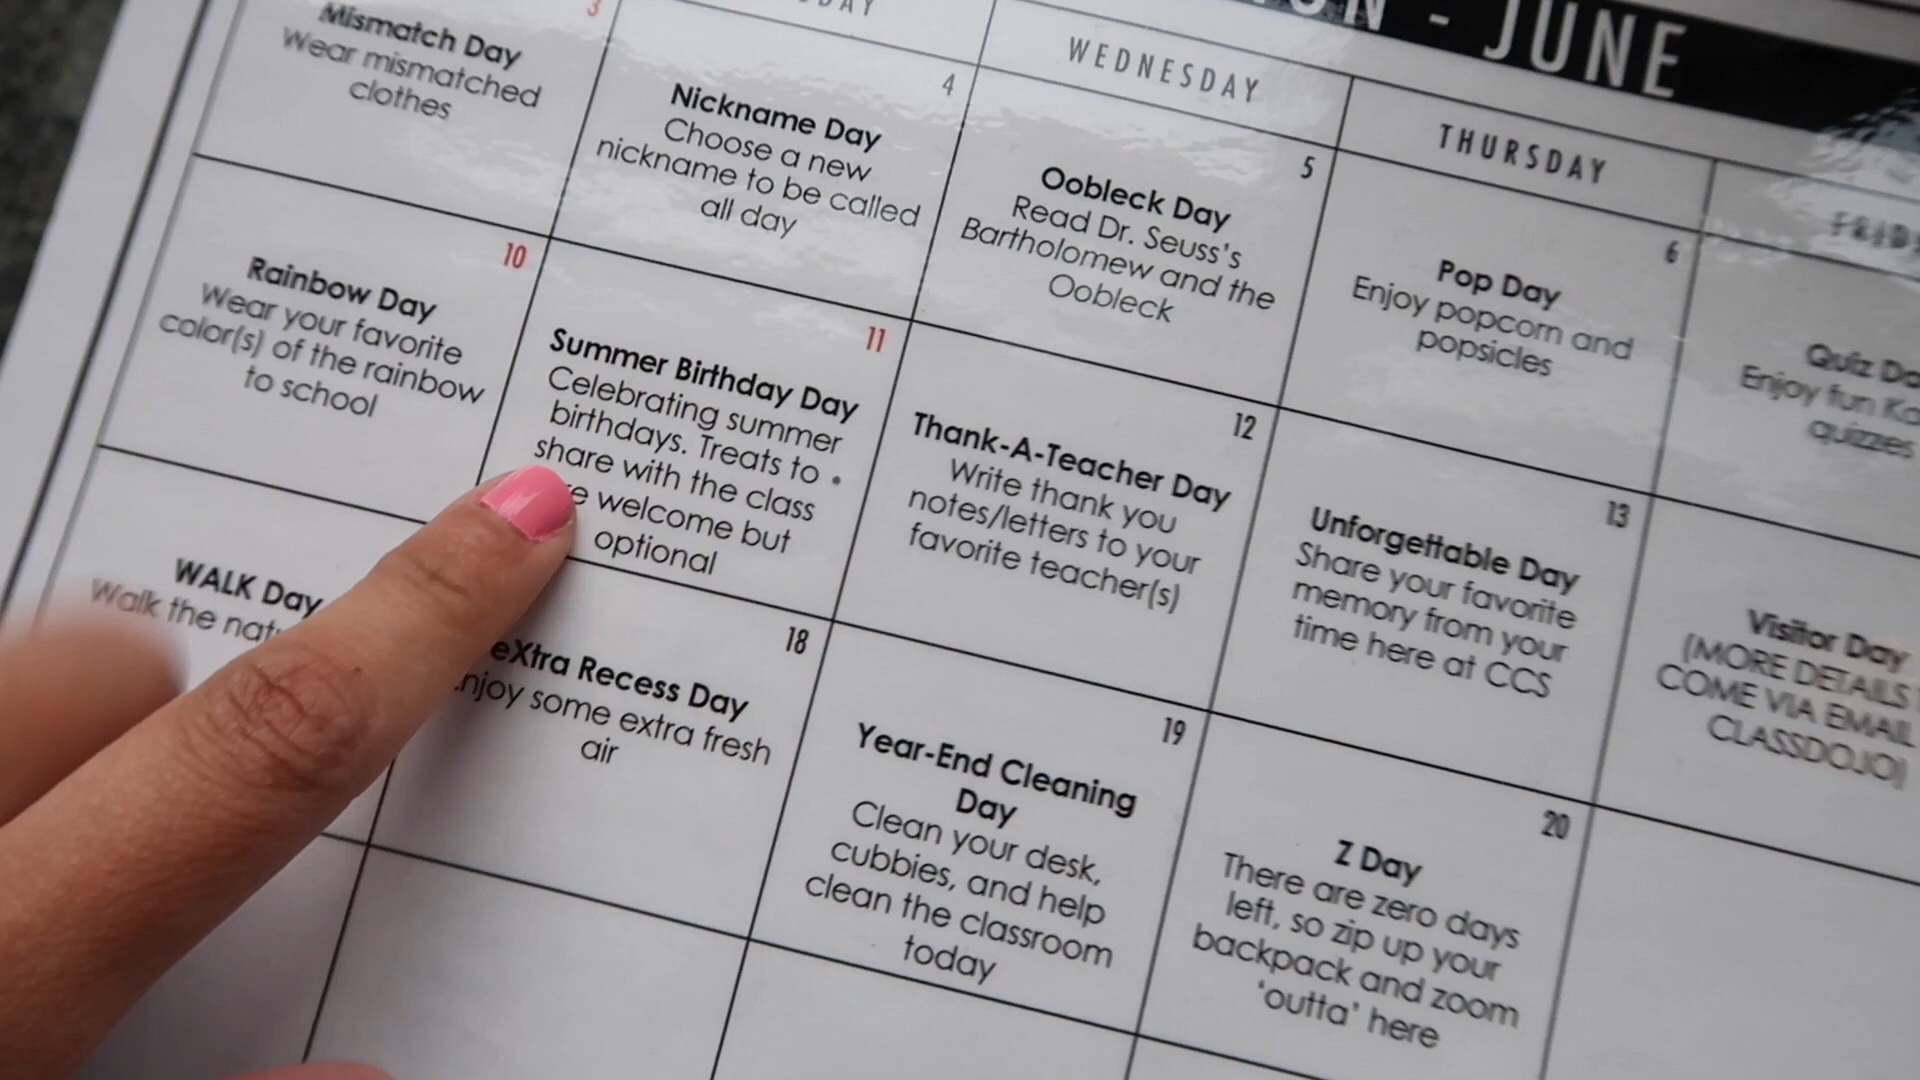 - JUNE
WEDNESDAY
THURSDAY
3
Mismatch Day
Wear mismatched
clothes
4
Nickname Day
Choose a new
nickname to be called
all day
5
Oobleck Day
Read Dr. Seuss's
Bartholomew and the
Oobleck
6
Pop Day
Enjoy popcorn and
popsicles
Quiz
Enjoy fun
quizzes
10
Rainbow Day
Wear your favorite
color(s) of the rainbow
to school
11
Summer Birthday Day
Celebrating summer
birthdays. Treats to
share with the class
welcome but
optional
12
Thank-A-Teacher Day
Write thank you
notes/letters to your
favorite teacher(s)
13
Unforgettable Day
Share your favorite
memory from your
time here at CCS
Visitor Day
(MORE DETAILS
COME VIA EMAIL
CLASSDOJO)
WALK Day
Walk the
18
eXtra Recess Day
some extra fresh
air
19
Year-End Cleaning
Day
Clean your desk,
cubbies, and help
clean the classroom
today
20
Z Day
There are zero days
left, so zip up your
backpack and zoom
'outta' here